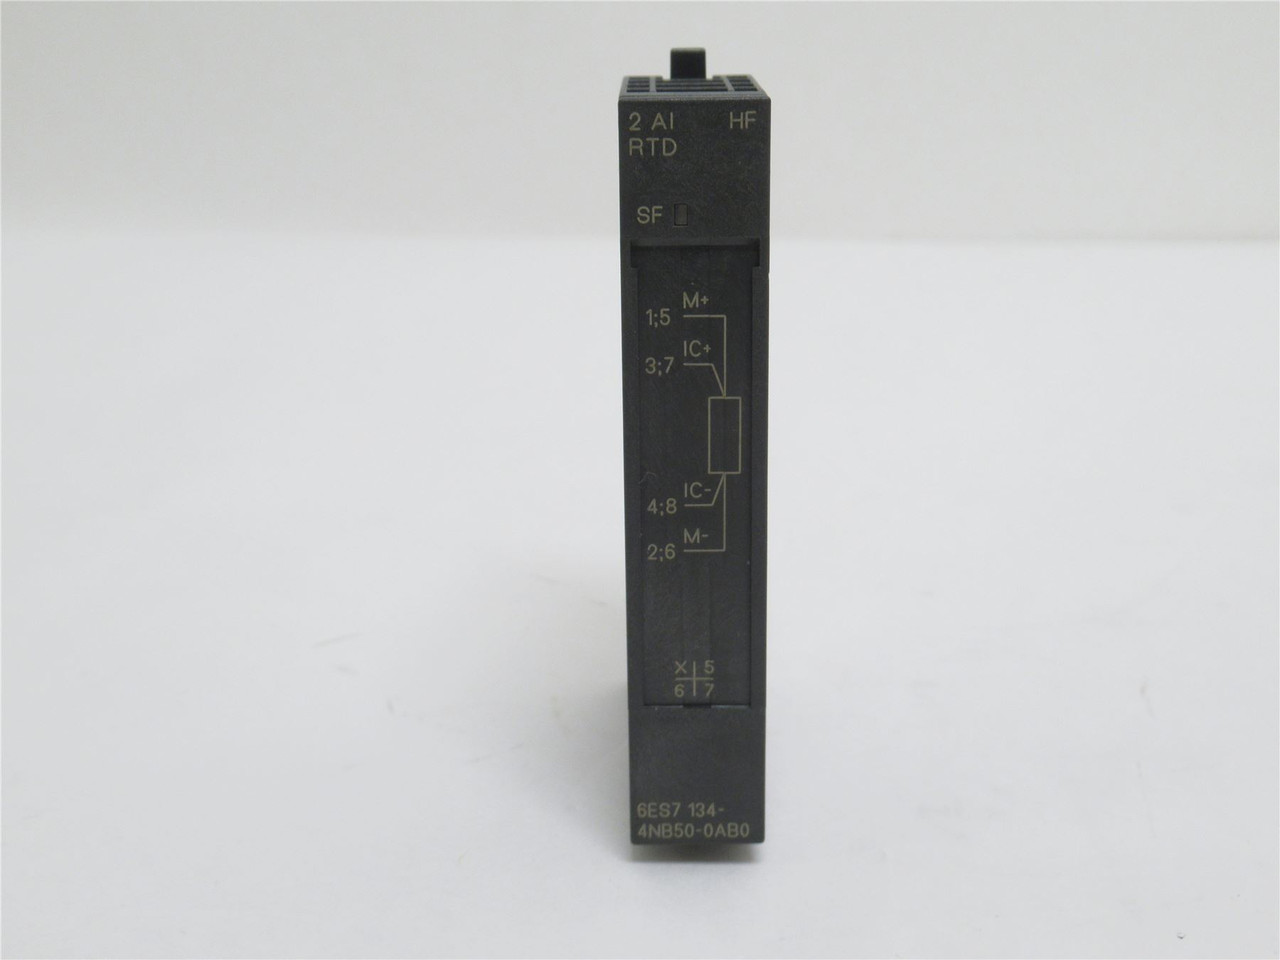 2 AI HF
RTD
SF
M+
1;5
IC+
3;7
IC-
4;8
M-
2;6
X 5
6 7
6ES7 134-
4NB50-0AB0